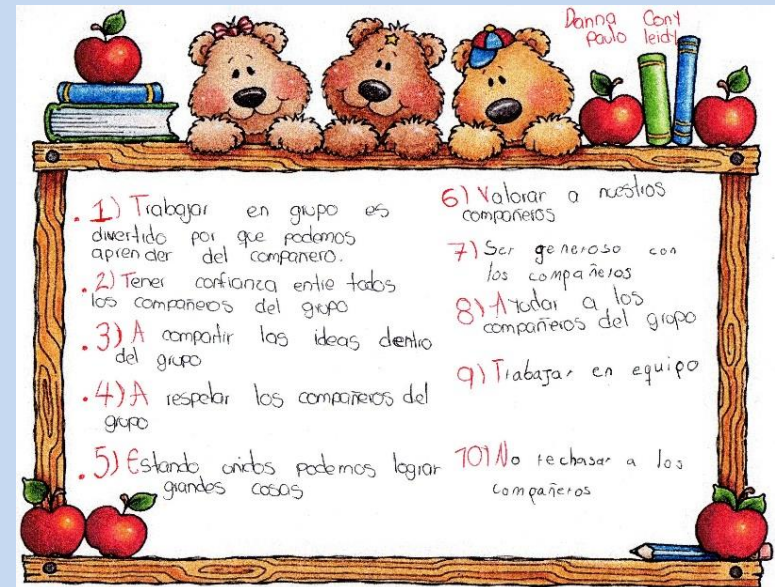 Danna Cony
paulo leidy
1) Trabajar en grupo es
divertido por que podemos
aprender del compañero.
2) Tener confianza entre todos
los compañeros del grupo
3) A compartir las ideas dentro
del grupo
4) A respetar los compañeros del
grupo
5) Estando unidos podemos lograr
grandes cosas
6) Valorar a nuestros
compañeros
7) Ser generoso con
los compañeros
8) Ayudar a los
compañeros del grupo
9) Trabajar en equipo
10) No rechasar a los
compañeros